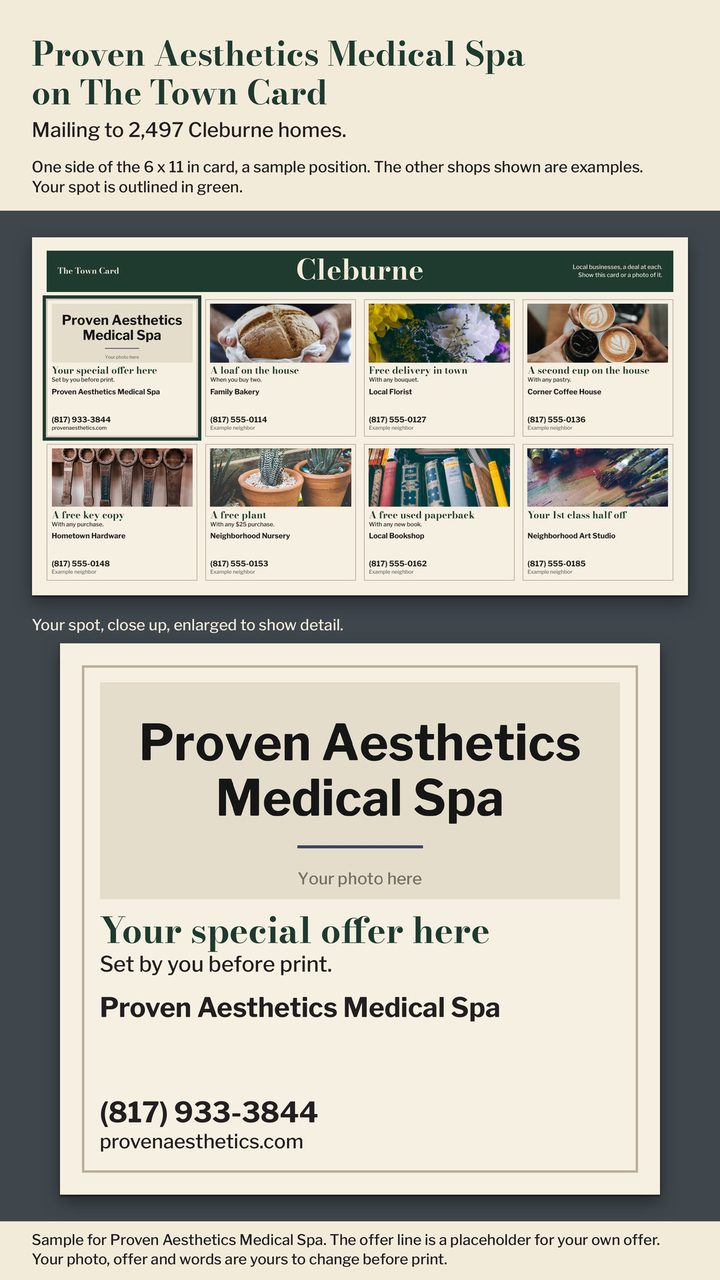 Proven Aesthetics Medical Spa
on The Town Card
Mailing to 2,497 Cleburne homes.
One side of the 6 x 11 in card, a sample position. The other shops shown are examples.
Your spot is outlined in green.
The Town Card
Cleburne
Local businesses, a deal at each.
Show this card or a photo of it.
Proven Aesthetics
Medical Spa
Your photo here
Your special offer here
Set by you before print.
Proven Aesthetics Medical Spa
(817) 933-3844
provenaesthetics.com
A loaf on the house
When you buy two.
Family Bakery
(817) 555-0114
Example neighbor
Free delivery in town
With any bouquet.
Local Florist
(817) 555-0127
Example neighbor
A second cup on the house
With any pastry.
Corner Coffee House
(817) 555-0136
Example neighbor
A free key copy
With any purchase.
Hometown Hardware
(817) 555-0148
Example neighbor
A free plant
With any $25 purchase.
Neighborhood Nursery
(817) 555-0153
Example neighbor
A free used paperback
With any new book.
Local Bookshop
(817) 555-0162
Example neighbor
Your 1st class half off
Neighborhood Art Studio
(817) 555-0185
Example neighbor
Your spot, close up, enlarged to show detail.
Proven Aesthetics
Medical Spa
Your photo here
Your special offer here
Set by you before print.
Proven Aesthetics Medical Spa
(817) 933-3844
provenaesthetics.com
Sample for Proven Aesthetics Medical Spa. The offer line is a placeholder for your own offer.
Your photo, offer and words are yours to change before print.